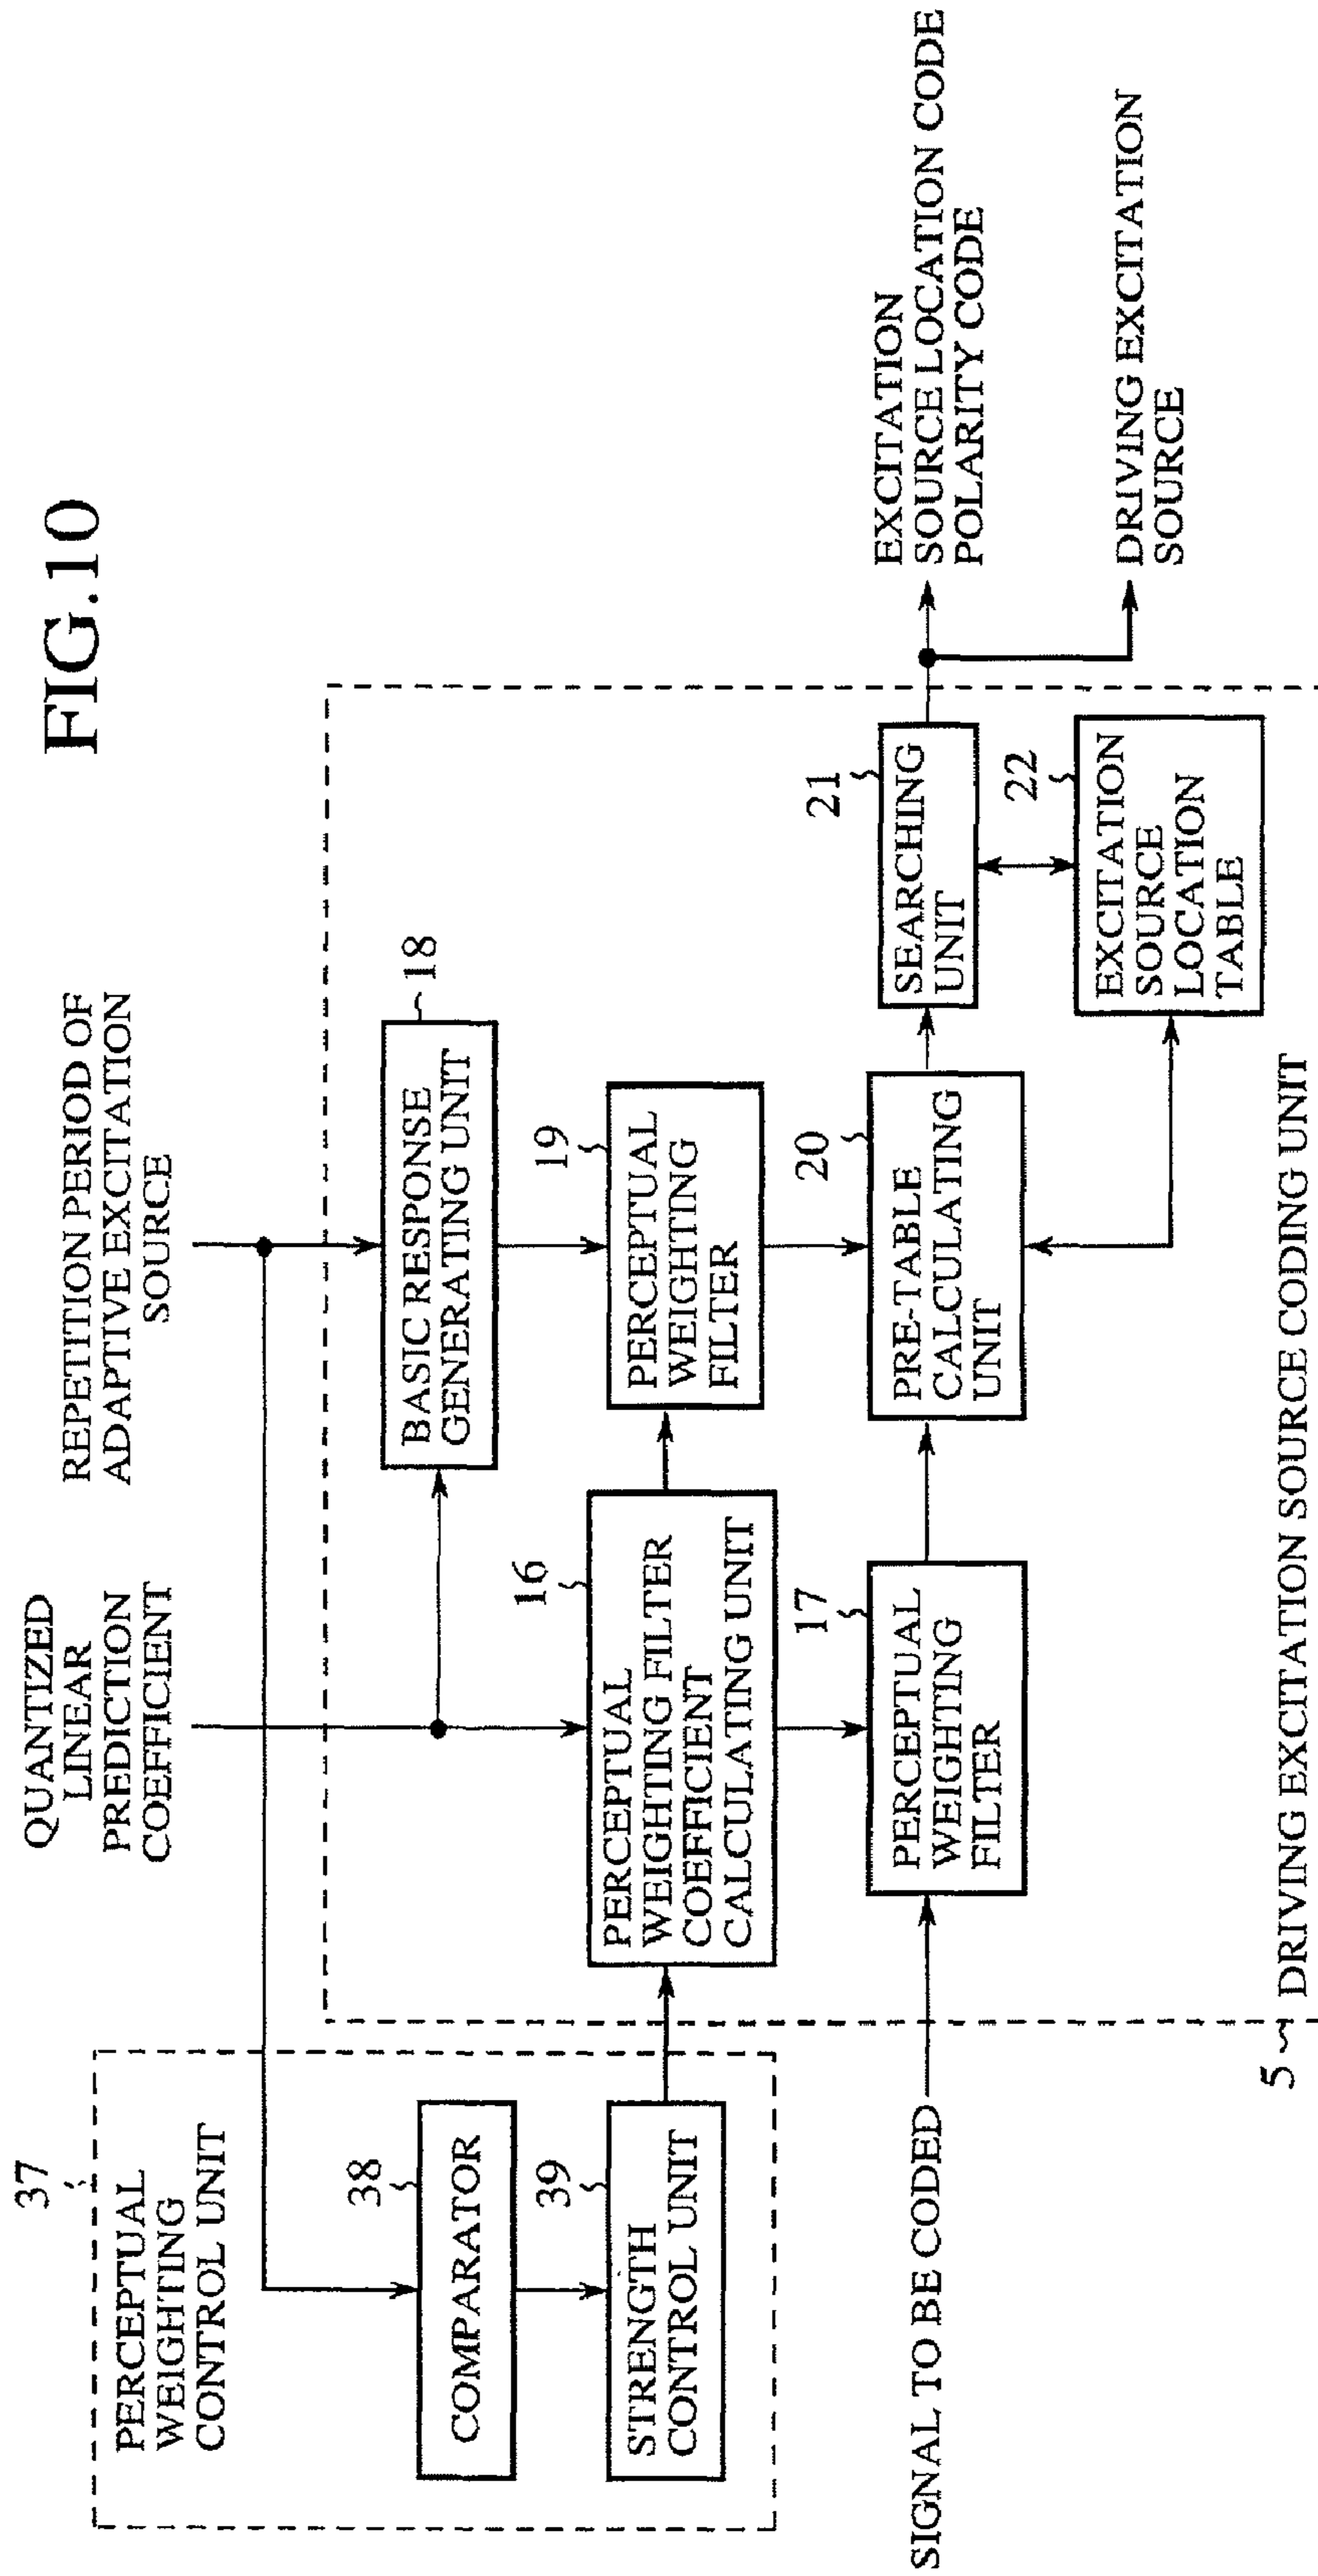 FIG.10
37
PERCEPTUAL
WEIGHTING
CONTROL UNIT
QUANTIZED
LINEAR
PREDICTION
COEFFICIENT
REPETITION PERIOD OF
ADAPTIVE EXCITATION
SOURCE
38
COMPARATOR
39
STRENGTH
CONTROL UNIT
18
BASIC RESPONSE
GENERATING UNIT
16
PERCEPTUAL
WEIGHTING FILTER
COEFFICIENT
CALCULATING UNIT
19
PERCEPTUAL
WEIGHTING
FILTER
SIGNAL TO BE CODED
17
PERCEPTUAL
WEIGHTING
FILTER
20
PRE-TABLE
CALCULATING
UNIT
21
SEARCHING
UNIT
22
EXCITATION
SOURCE
LOCATION
TABLE
EXCITATION
SOURCE LOCATION CODE
POLARITY CODE
DRIVING EXCITATION
SOURCE
5 DRIVING EXCITATION SOURCE CODING UNIT